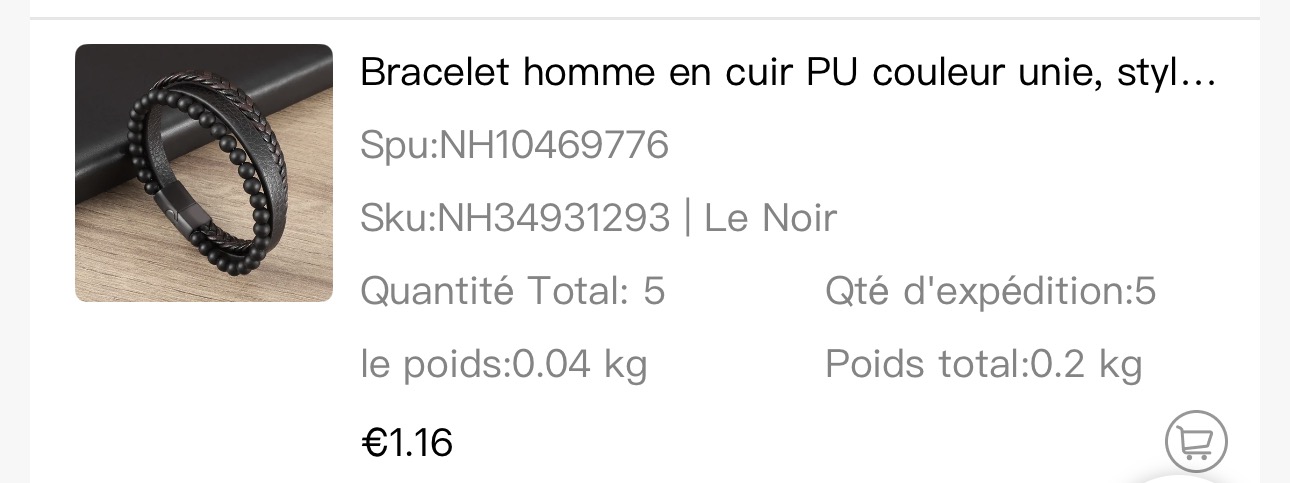 Bracelet homme en cuir PU couleur unie, styl...
Spu:NH10469776
Sku:NH34931293 | Le Noir
Quantité Total: 5 Qté d'expédition:5
le poids:0.04 kg Poids total:0.2 kg
€1.16